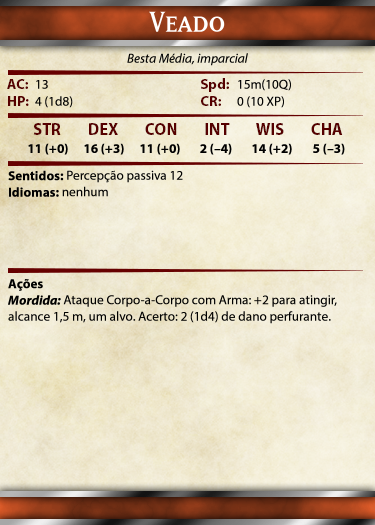 VEADO
Besta Média, imparcial
AC: 13 Spd: 15m(10Q)
HP: 4 (1d8) CR: 0 (10 XP)
STR DEX CON INT WIS CHA
11 (+0) 16 (+3) 11 (+0) 2 (–4) 14 (+2) 5 (–3)
Sentidos: Percepção passiva 12
Idiomas: nenhum
Ações
Mordida: Ataque Corpo-a-Corpo com Arma: +2 para atingir,
alcance 1,5 m, um alvo. Acerto: 2 (1d4) de dano perfurante.